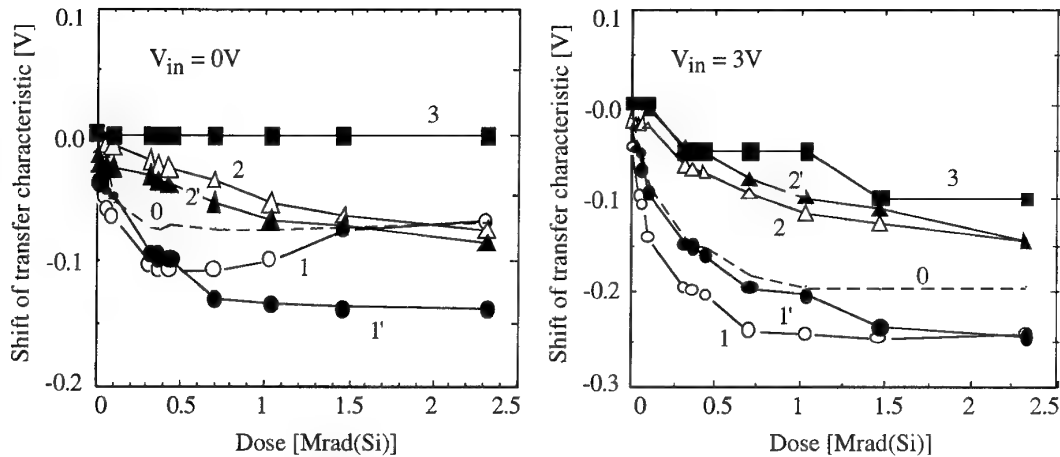 0.1
0.0
-0.1
-0.2
Shift of transfer characteristic [V]
V_in = 0V
3
2
2'
0
1
1'
0 0.5 1 1.5 2 2.5
Dose [Mrad(Si)]
0.1
-0.0
-0.1
-0.2
-0.3
Shift of transfer characteristic [V]
V_in = 3V
2'
3
2
0
1'
1
0 0.5 1 1.5 2 2.5
Dose [Mrad(Si)]